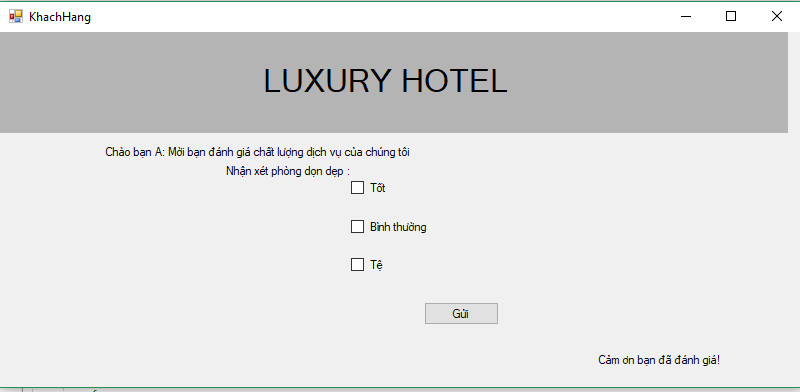 KhachHang
LUXURY HOTEL
Chào bạn A: Mời bạn đánh giá chất lượng dịch vụ của chúng tôi
Nhận xét phòng dọn dẹp :
Tốt
Bình thường
Tệ
Gửi
Cảm ơn bạn đã đánh giá!